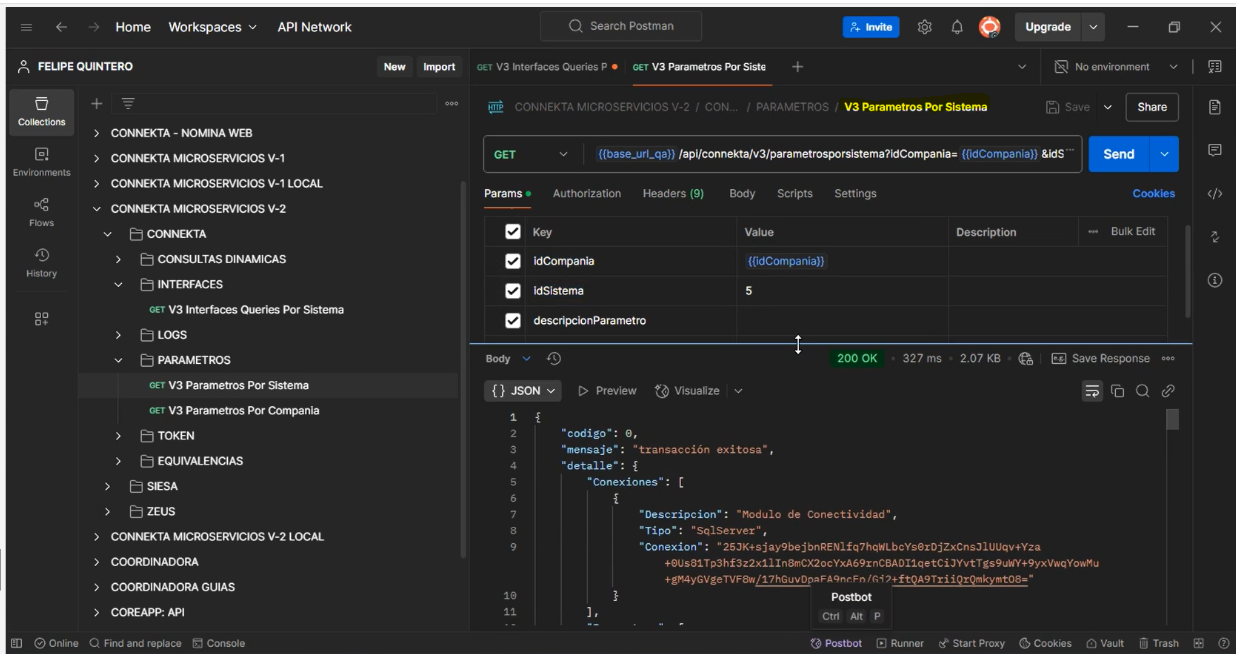 Home Workspaces API Network Search Postman Invite Upgrade
FELIPE QUINTERO New Import GET V3 Interfaces Queries P GET V3 Parametros Por Siste No environment
Collections
Environments
Flows
History
CONNEKTA - NOMINA WEB
CONNEKTA MICROSERVICIOS V-1
CONNEKTA MICROSERVICIOS V-1 LOCAL
CONNEKTA MICROSERVICIOS V-2
CONNEKTA
CONSULTAS DINAMICAS
INTERFACES
GET V3 Interfaces Queries Por Sistema
LOGS
PARAMETROS
GET V3 Parametros Por Sistema
GET V3 Parametros Por Compania
TOKEN
EQUIVALENCIAS
SIESA
ZEUS
CONNEKTA MICROSERVICIOS V-2 LOCAL
COORDINADORA
COORDINADORA GUIAS
COREAPP: API
HTTP CONNEKTA MICROSERVICIOS V-2 / CON... / PARAMETROS / V3 Parametros Por Sistema Save Share
GET {{base_url_qa}} /api/connekta/v3/parametrosporsistema?idCompania= {{idCompania}} &idS... Send
Params Authorization Headers (9) Body Scripts Settings Cookies
Key Value Description Bulk Edit
idCompania {{idCompania}}
idSistema 5
descripcionParametro
Body 200 OK 327 ms 2.07 KB Save Response
{} JSON Preview Visualize
1 {
2 "codigo": 0,
3 "mensaje": "transacción exitosa",
4 "detalle": {
5 "Conexiones": [
6 {
7 "Descripcion": "Modulo de Conectividad",
8 "Tipo": "SqlServer",
9 "Conexion": "25JK+sjay9bejbnRENlfq7hqWLbcYs0rDjZxCnsJlUUqv+Yza
+0Us81Tp3hf3z2x1lIn8mCX2ocYxA69rnCBADI1qetCiJYvtTgs9uWY+9yxVwqYowMu
+gM4yGVgeTVF8w/17hGuvDpaFA9ncEp/Gj2+ftQA9TriiQrQmkymtO8="
10 }
11 ],
Postbot
Ctrl Alt P
Online Find and replace Console Postbot Runner Start Proxy Cookies Vault Trash